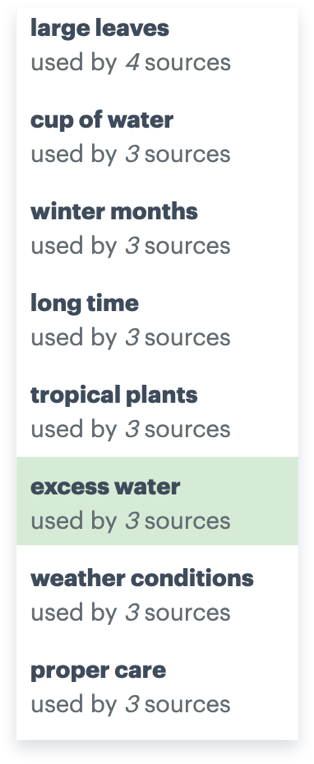 large leaves
used by 4 sources
cup of water
used by 3 sources
winter months
used by 3 sources
long time
used by 3 sources
tropical plants
used by 3 sources
excess water
used by 3 sources
weather conditions
used by 3 sources
proper care
used by 3 sources